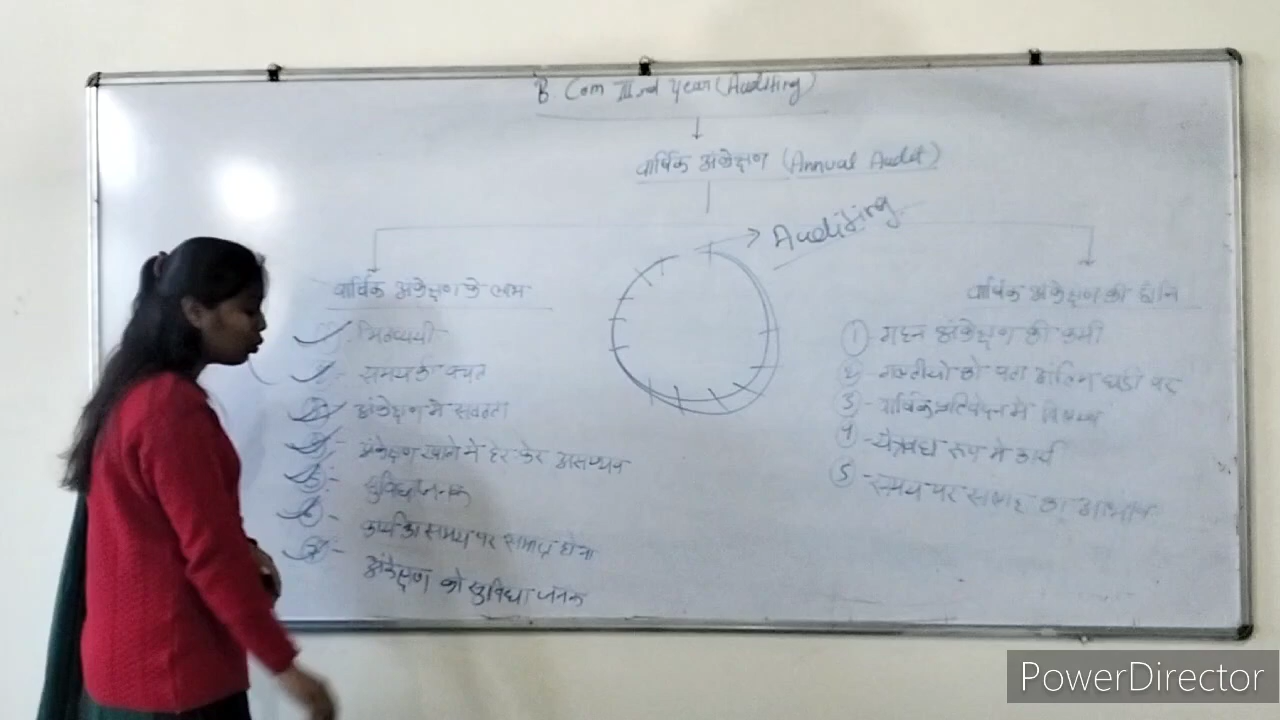 B Com IInd Year (Auditing)
वार्षिक अंकेक्षण (Annual Audit)
Auditing
वार्षिक अंकेक्षण के लाभ
मितव्ययी
समय की बचत
अंकेक्षण मे सरलता
अंकेक्षण खातो मे हेर फेर असम्भव
सुविधाजनक
कार्य का समय पर समाप्त होना
अंकेक्षण को सुविधा जनक
वार्षिक अंकेक्षण की हानि
1 - गहन अंकेक्षण की कमी
2 - गलतीयो को पता अंतिम घडी पर
3 - वार्षिक प्रतिवेदन मे विलम्ब
4 - यंत्रवध रूप मे कार्य
5 - समय पर सलाह का अभाव
PowerDirector